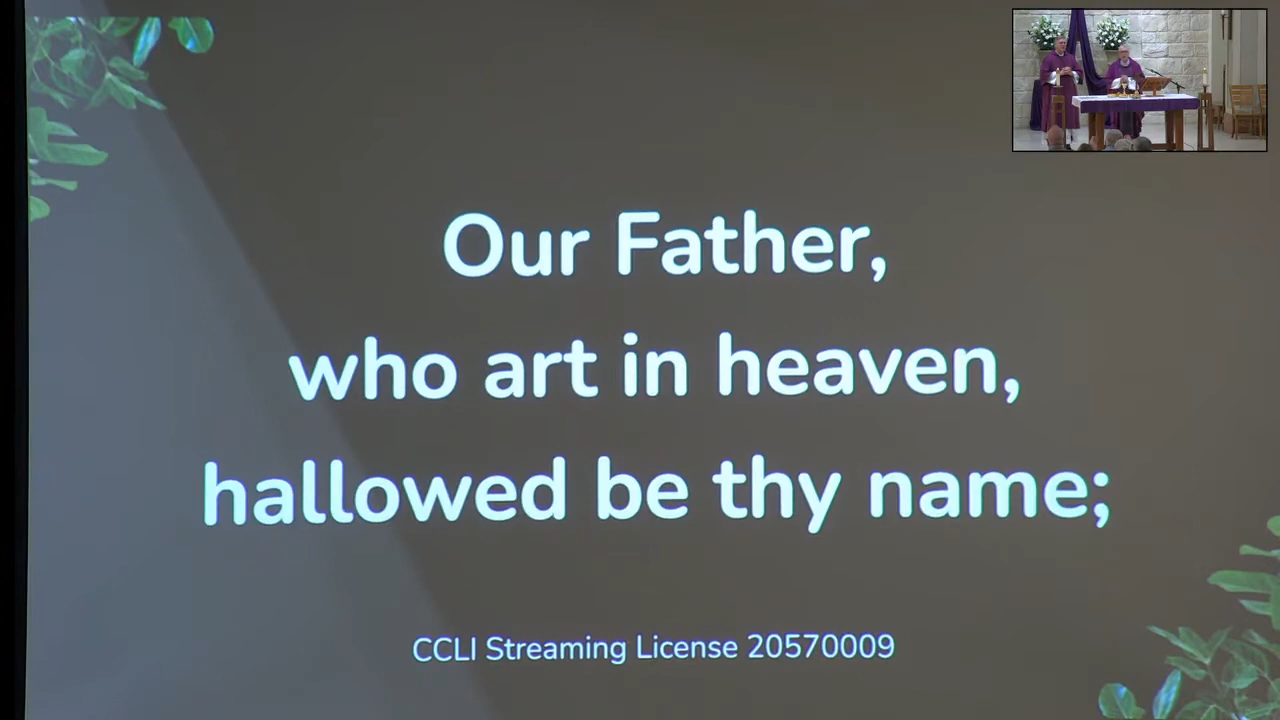 Our Father,
who art in heaven,
hallowed be thy name;
CCLI Streaming License 20570009